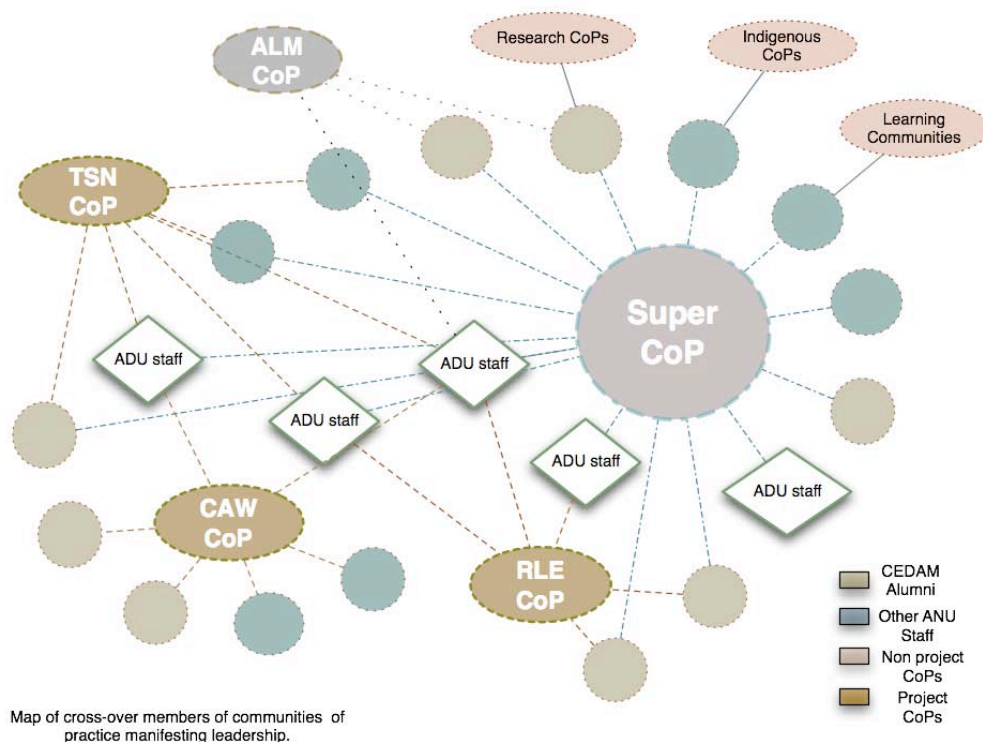 ALM
CoP
Research CoPs
Indigenous
CoPs
Learning
Communities
TSN
CoP
Super
CoP
ADU staff
ADU staff
ADU staff
ADU staff
ADU staff
CAW
CoP
RLE
CoP
CEDAM
Alumni
Other ANU
Staff
Non project
CoPs
Project
CoPs
Map of cross-over members of communities of
practice manifesting leadership.